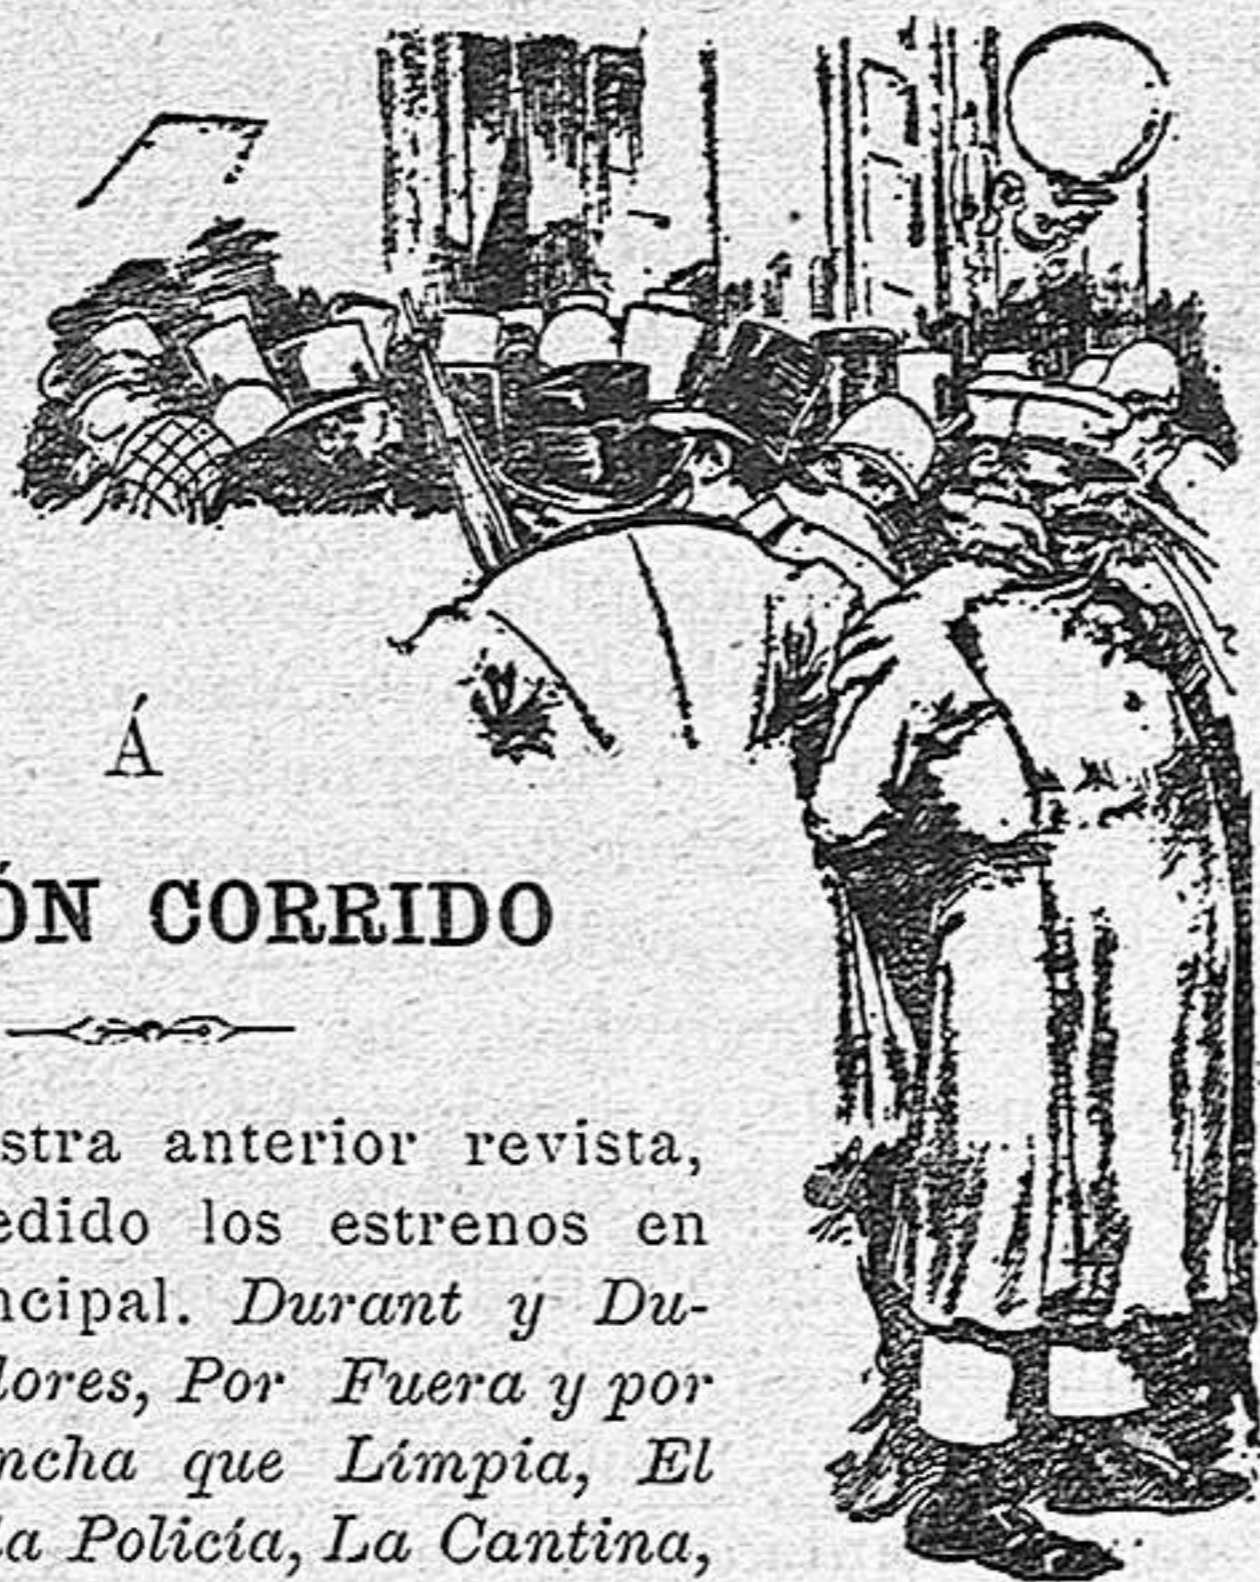 Á
ÓN CORRIDO
stra anterior revista,
edido los estrenos en
ncipal. Durant y Du-
lores, Por Fuera y por
ncha que Límpia, El
la Policía, La Cantina,